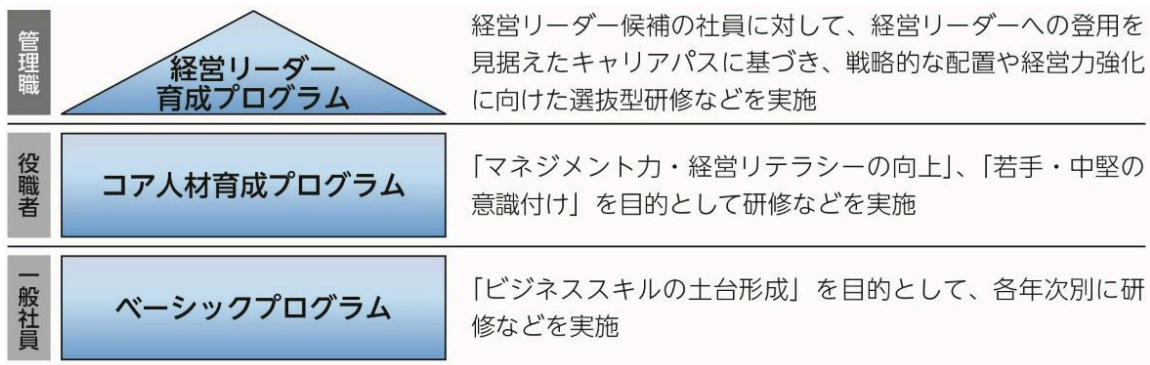 管理職
経営リーダー
育成プログラム
経営リーダー候補の社員に対して、経営リーダーへの登用を
見据えたキャリアパスに基づき、戦略的な配置や経営力強化
に向けた選抜型研修などを実施
役職者
コア人材育成プログラム
「マネジメント力・経営リテラシーの向上」、「若手・中堅の
意識付け」を目的として研修などを実施
一般社員
ベーシックプログラム
「ビジネススキルの土台形成」を目的として、各年次別に研
修などを実施